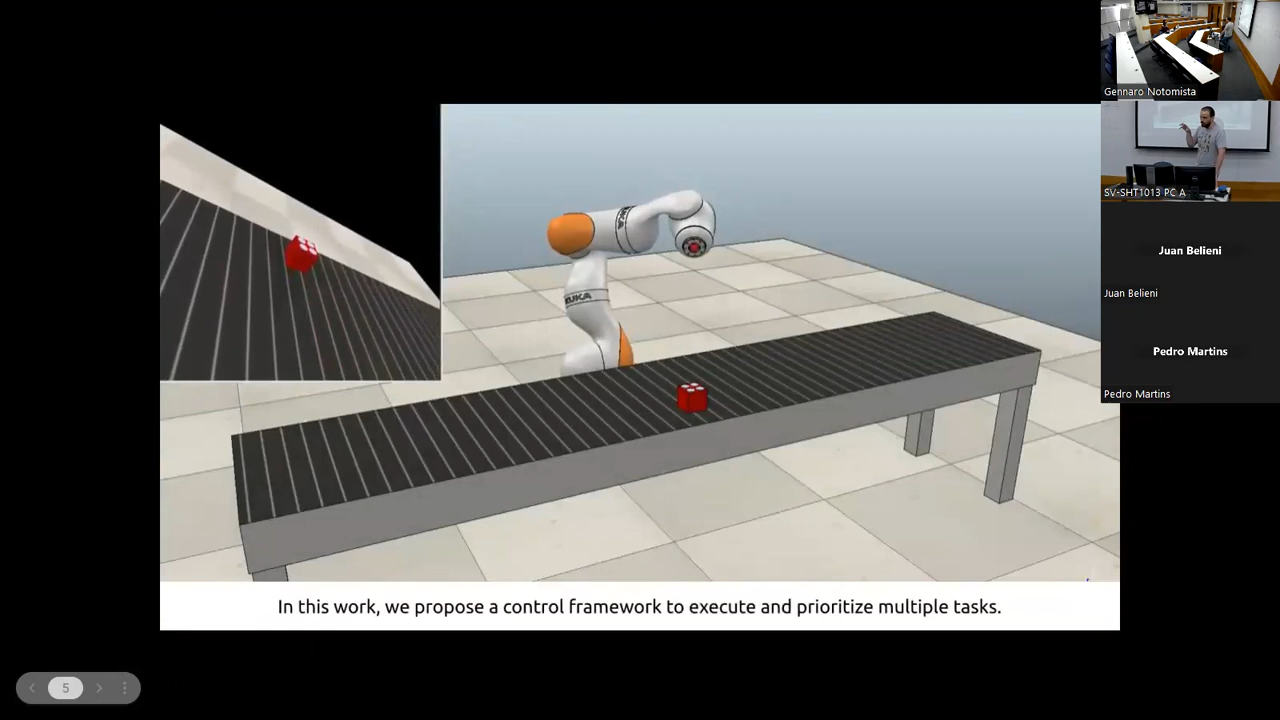 KUKA
In this work, we propose a control framework to execute and prioritize multiple tasks.
5
Gennaro Notomista
SV-SHT1013 PC A
Juan Belieni
Juan Belieni
Pedro Martins
Pedro Martins